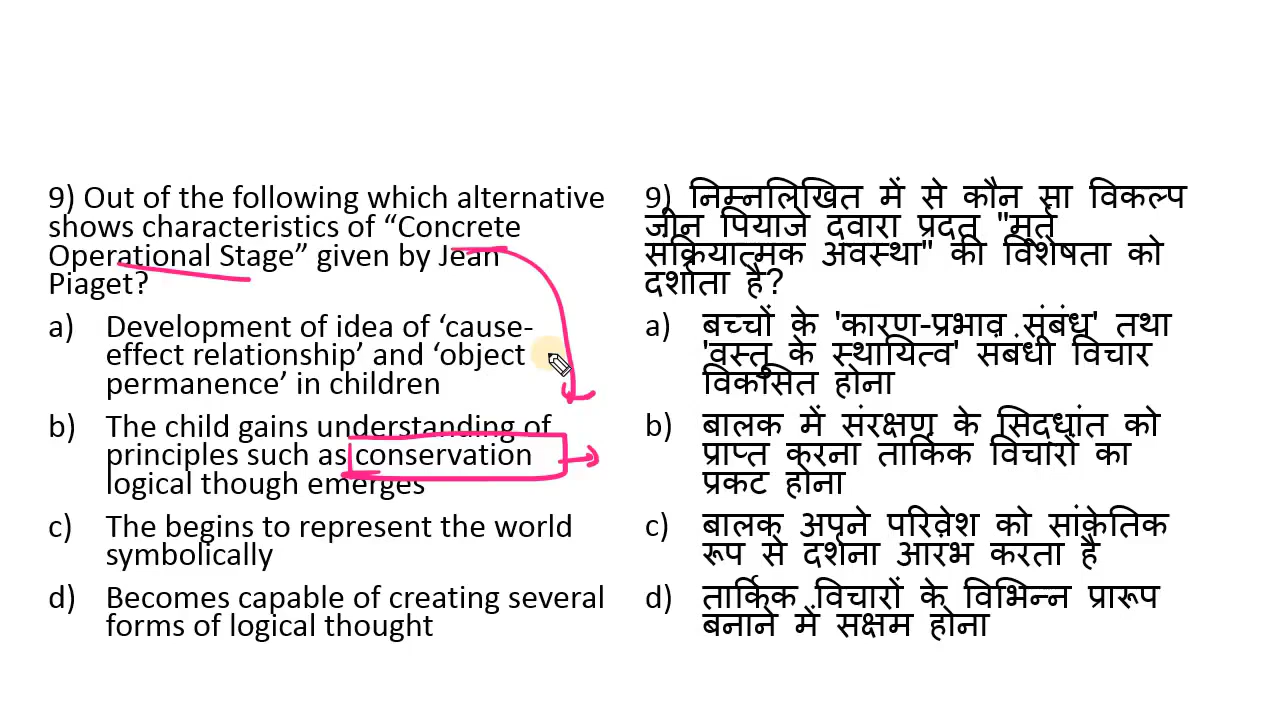 9) Out of the following which alternative
shows characteristics of “Concrete
Operational Stage” given by Jean
Piaget?
a) Development of idea of ‘cause-
effect relationship’ and ‘object
permanence’ in children
b) The child gains understanding of
principles such as conservation
logical though emerges
c) The begins to represent the world
symbolically
d) Becomes capable of creating several
forms of logical thought
9) निम्नलिखित में से कौन सा विकल्प
जीन पियाजे दवारा प्रदत "मूर्त
संक्रियात्मक अवस्था" की विशेषता को
दर्शाता है?
a) बच्चों के 'कारण-प्रभाव संबंध' तथा
'वस्तु के स्थायित्व' संबंधी विचार
विकसित होना
b) बालक में संरक्षण के सिदधांत को
प्राप्त करना तार्किक विचारों का
प्रकट होना
c) बालक अपने परिवेश को सांकेतिक
रूप से दर्शना आरंभ करता है
d) तार्किक विचारों के विभिन्न प्रारूप
बनाने में सक्षम होना